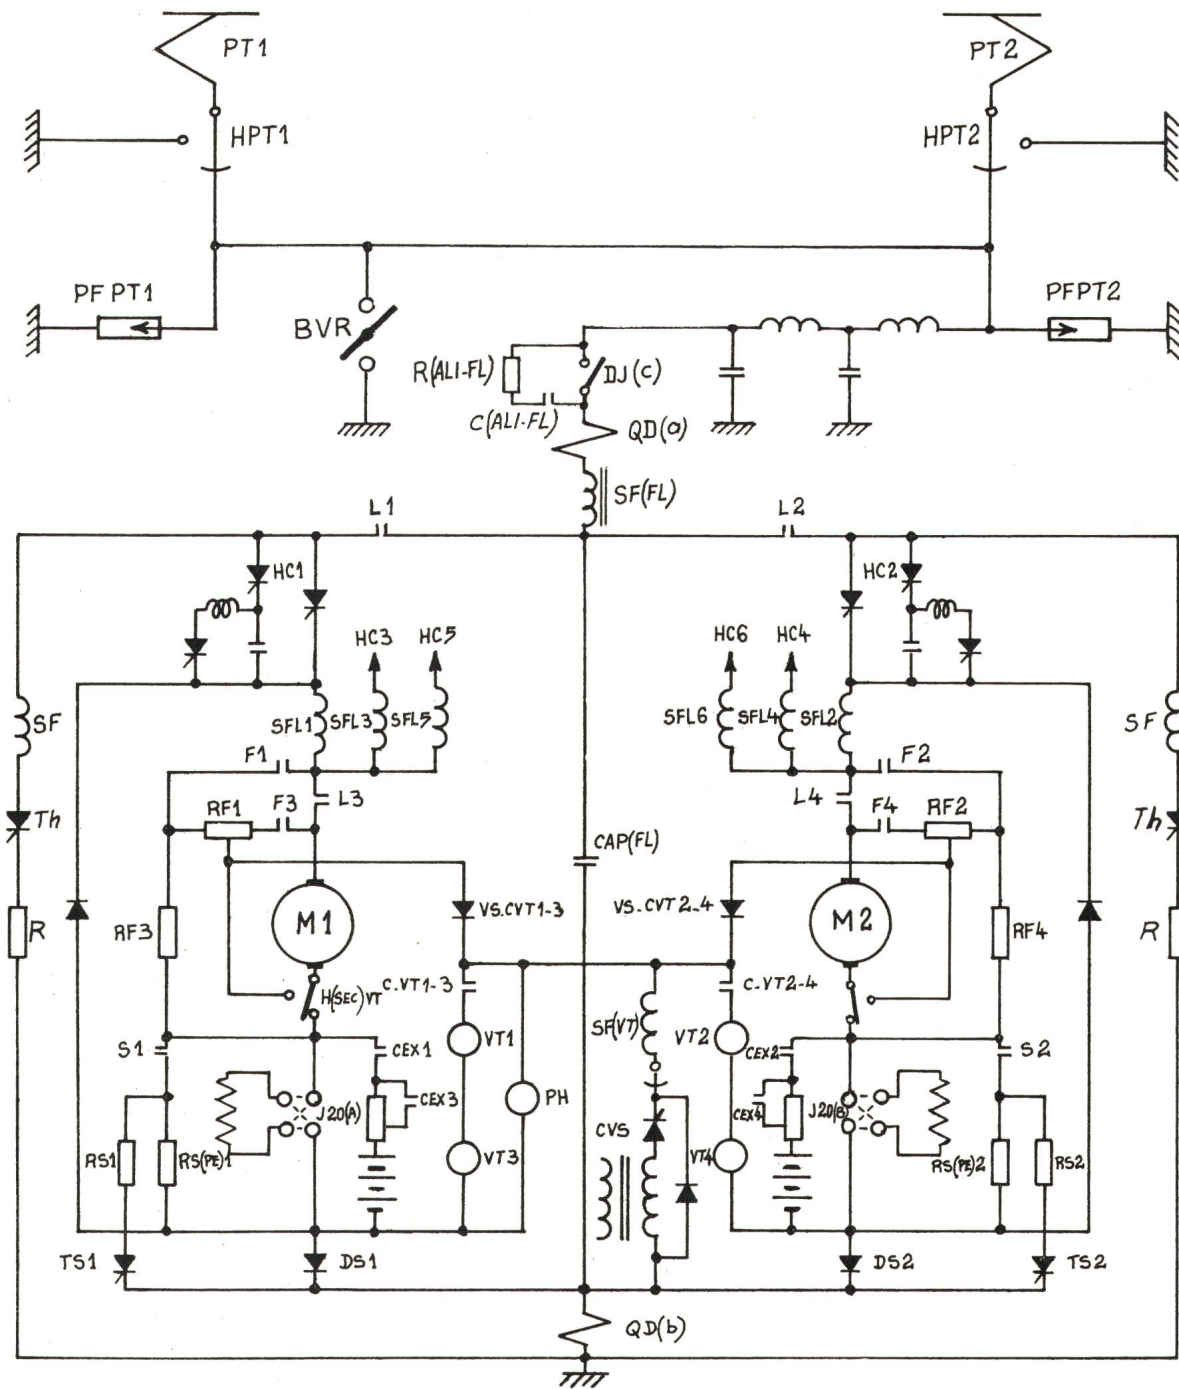 PT1
PT2
HPT1
HPT2
PFPT1
PFPT2
BVR
R(ALI-FL)
DJ(c)
C(ALI-FL)
QD(a)
SF(FL)
L1
L2
HC1
HC2
HC3
HC5
HC6
HC4
SF
SFL1
SFL3
SFL5
SFL6
SFL4
SFL2
SF
F1
F2
L3
L4
RF1
F3
F4
RF2
Th
Th
CAP(FL)
M1
VS.CVT1-3
VS.CVT2-4
M2
R
RF3
RF4
R
H(SEC)VT
C.VT1-3
C.VT2-4
SF(VT)
S1
CEX1
VT1
VT2
CEX2
S2
CEX3
PH
J20(A)
CEX4
J20(B)
CVS
RS1
RS(PE)1
VT3
VT4
RS(PE)2
RS2
TS1
DS1
DS2
TS2
QD(b)